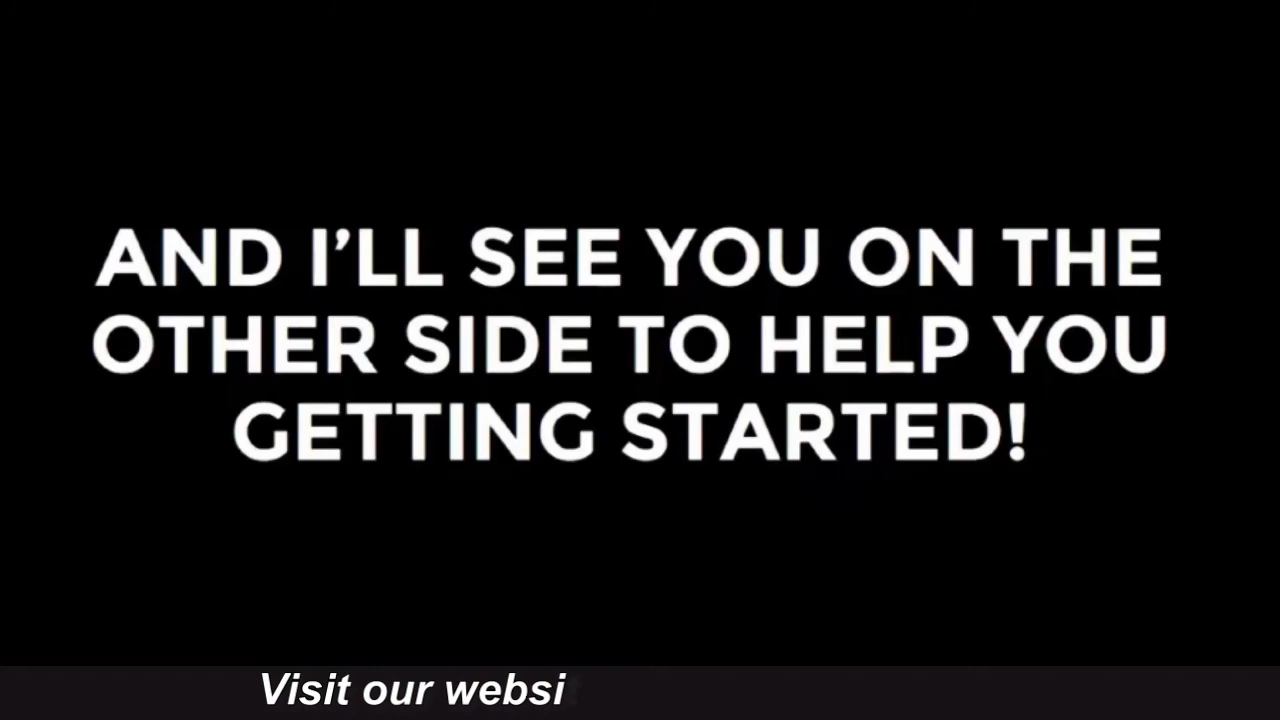 AND I’LL SEE YOU ON THE
OTHER SIDE TO HELP YOU
GETTING STARTED!
Visit our websi